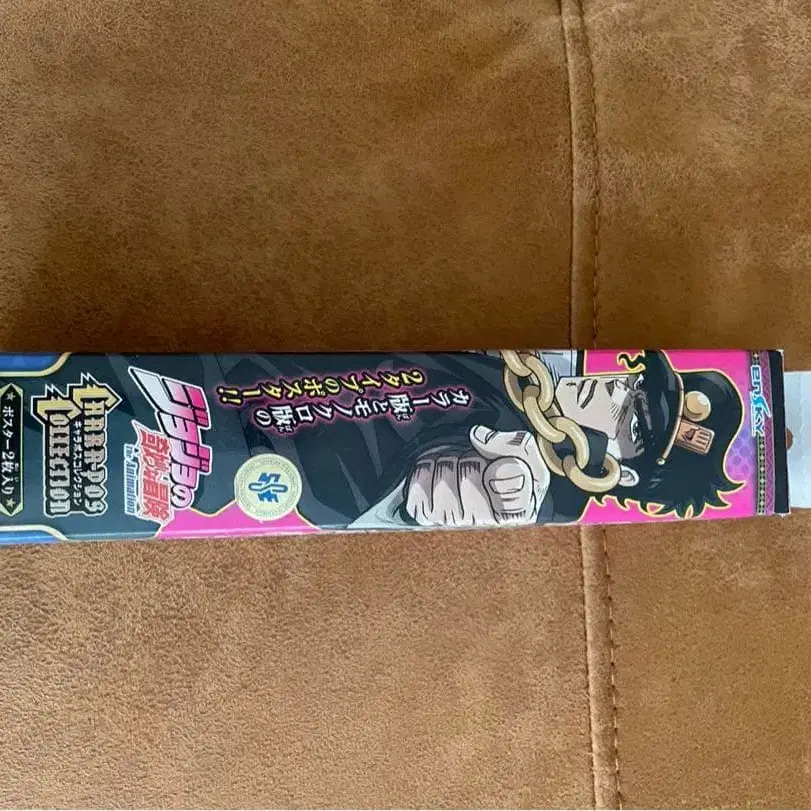 ensky
カラー版と
モノクロ版の
2タイプのポスター!!
ジョジョの
奇妙な冒険
The Animation
CHARA-POS
キャラポスコレクション
COLLECTION
ポスター2枚入り